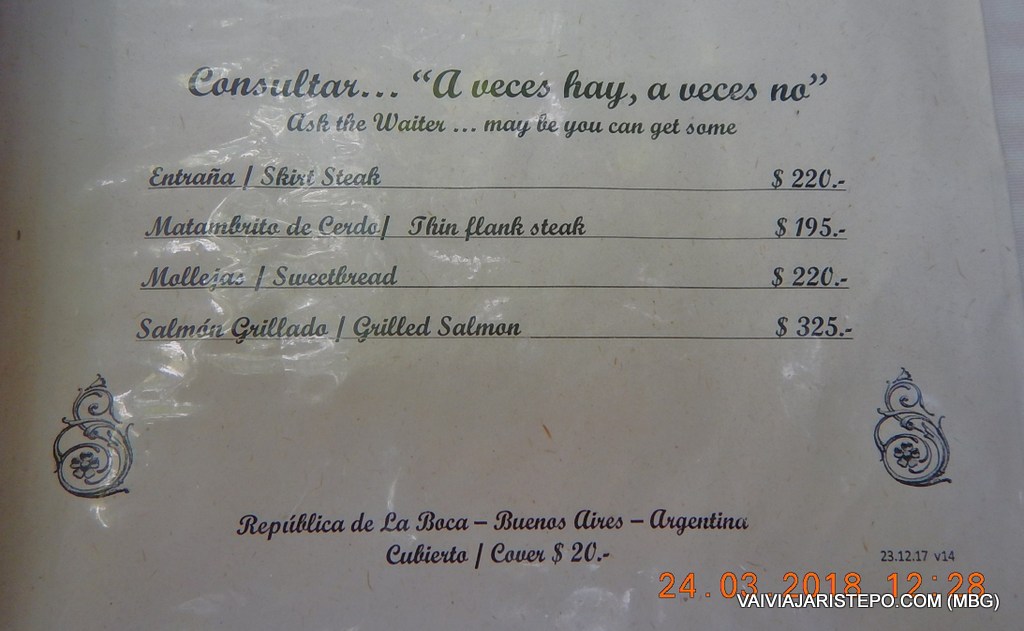 Consultar... “A veces hay, a veces no”
Ask the Waiter ... may be you can get some
Entraña / Skirt Steak $ 220.-
Matambrito de Cerdo/ Thin flank steak $ 195.-
Mollejas / Sweetbread $ 220.-
Salmón Grillado / Grilled Salmon $ 325.-
República de La Boca – Buenos Aires – Argentina
Cubierto / Cover $ 20.-
23.12.17 v14
24.03.2018 12:28
VAIVIAJARISTEPO.COM (MBG)